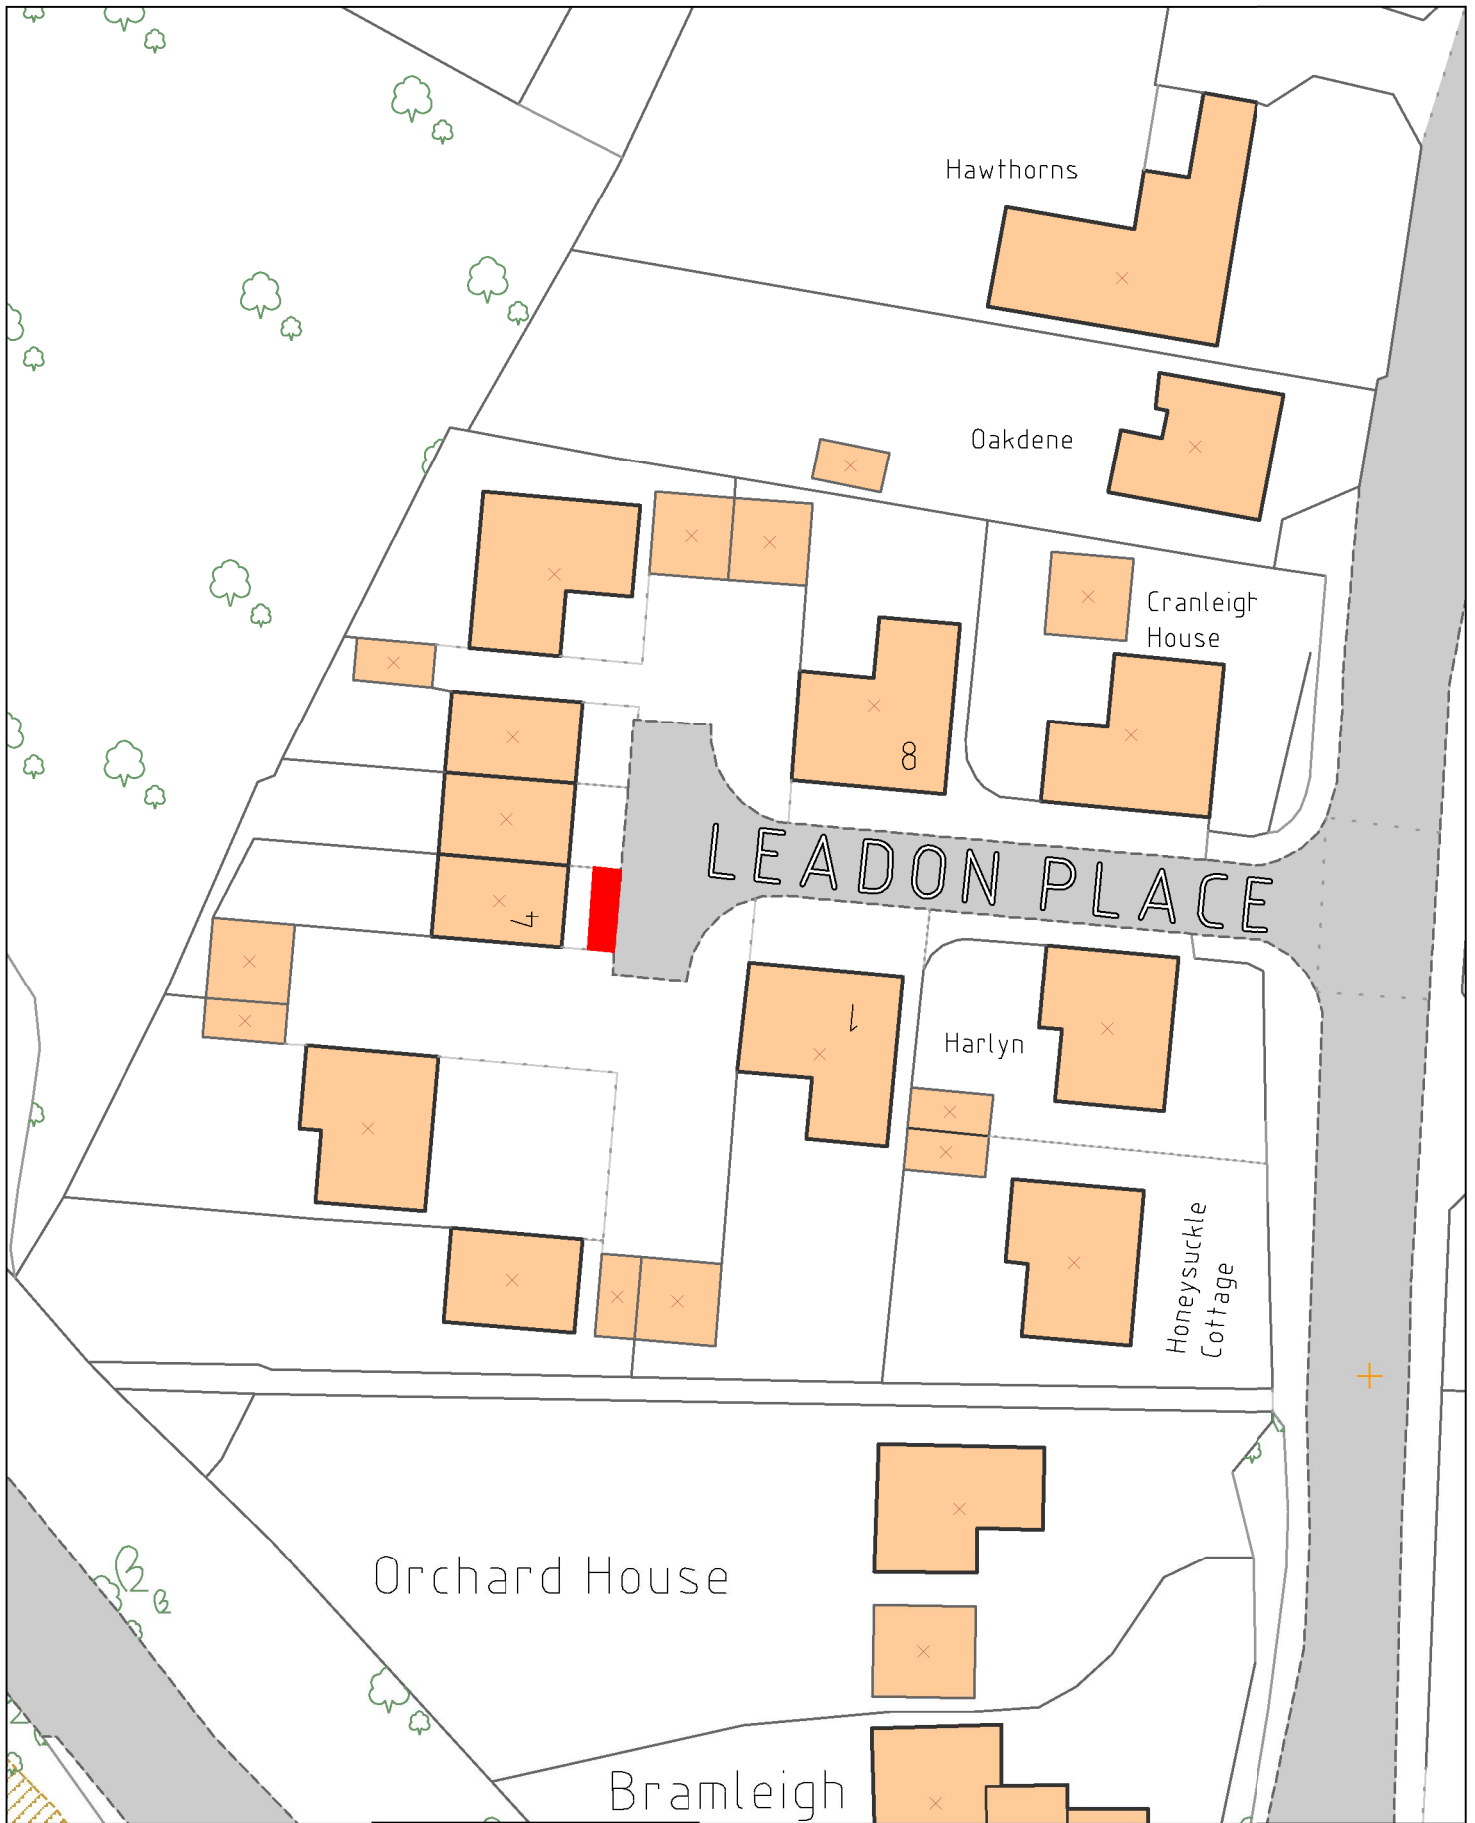 Hawthorns
Oakdene
Cranleigh
House
8
LEADON PLACE
4
1
Harlyn
Honeysuckle
Cottage
Orchard House
Bramleigh